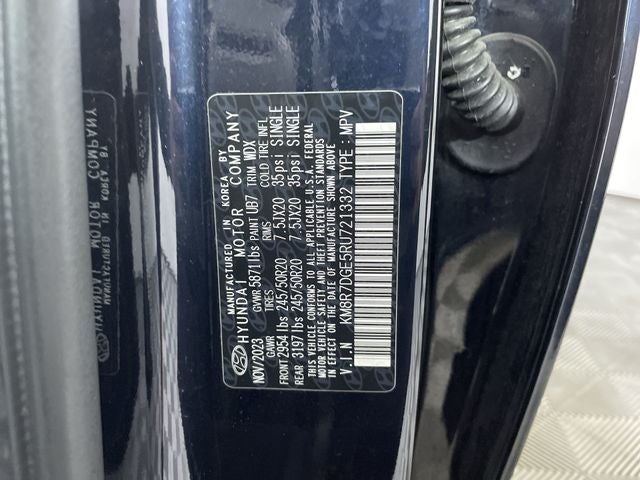 MANUFACTURED IN KOREA BY
HYUNDAI MOTOR COMPANY
NOV/2023 GVWR 5871lbs PAINT UB7 TRIM WDX
GAWR TIRES RIMS COLD TIRE INFL
FRONT 2954 lbs 245/50R20 7.5JX20 35psi SINGLE
REAR 3197 lbs 245/50R20 7.5JX20 35psi SINGLE
THIS VEHICLE CONFORMS TO ALL APPLICABLE U.S.A. FEDERAL
MOTOR VEHICLE SAFETY AND THEFT PREVENTION STANDARDS
IN EFFECT ON THE DATE OF MANUFACTURE SHOWN ABOVE
V.I.N KM8R7DGE5RU721332 TYPE : MPV